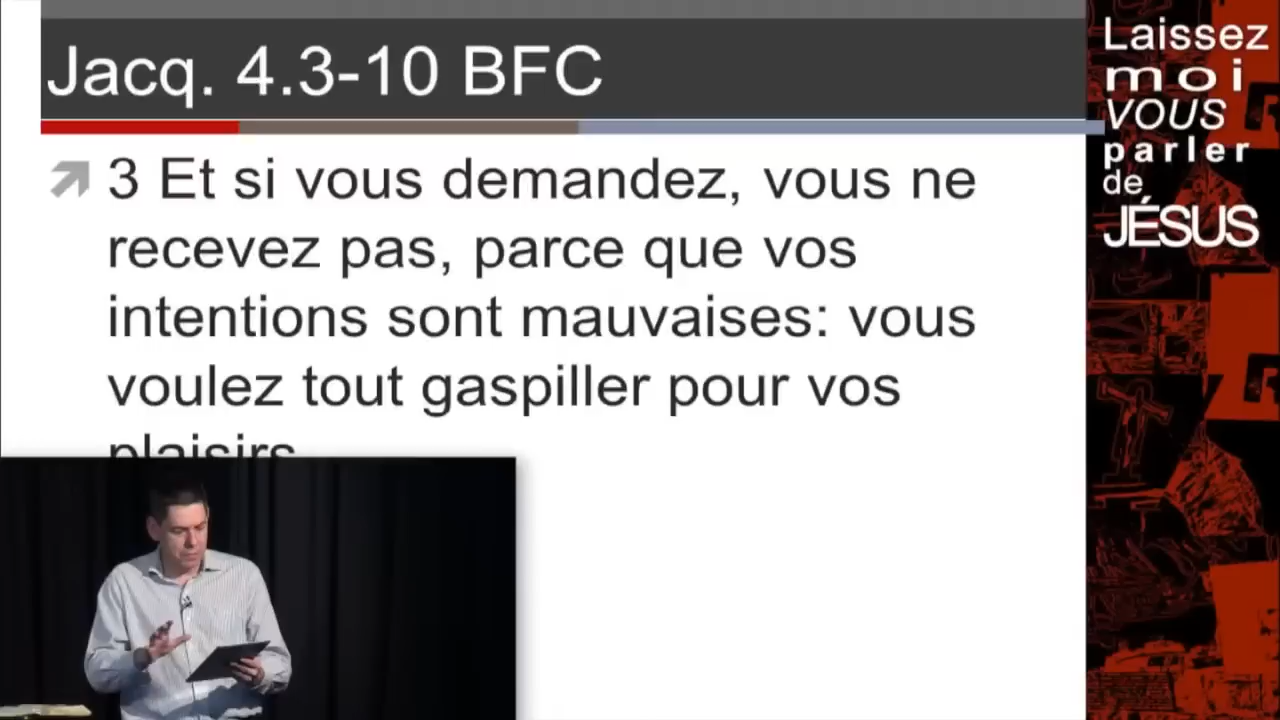 Jacq. 4.3-10 BFC
3 Et si vous demandez, vous ne
recevez pas, parce que vos
intentions sont mauvaises: vous
voulez tout gaspiller pour vos
plaisirs
Laissez
moi
VOUS
parler
de
JÉSUS